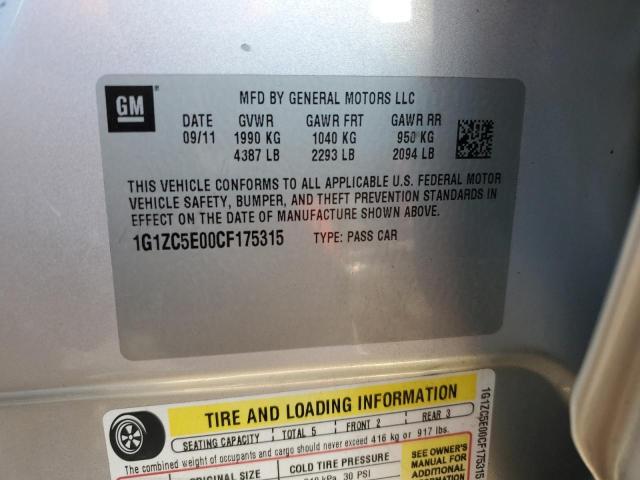 GM
MFD BY GENERAL MOTORS LLC
DATE GVWR GAWR FRT GAWR RR
09/11 1990 KG 1040 KG 950 KG
4387 LB 2293 LB 2094 LB
THIS VEHICLE CONFORMS TO ALL APPLICABLE U.S. FEDERAL MOTOR
VEHICLE SAFETY, BUMPER, AND THEFT PREVENTION STANDARDS IN
EFFECT ON THE DATE OF MANUFACTURE SHOWN ABOVE.
1G1ZC5E00CF175315 TYPE: PASS CAR
TIRE AND LOADING INFORMATION
SEATING CAPACITY TOTAL 5 FRONT 2 REAR 3
The combined weight of occupants and cargo should never exceed 416 kg or 917 lbs.
ORIGINAL SIZE COLD TIRE PRESSURE
kPa, 30 PSI
SEE OWNER'S
MANUAL FOR
ADDITIONAL
1G1ZC5E00CF175315